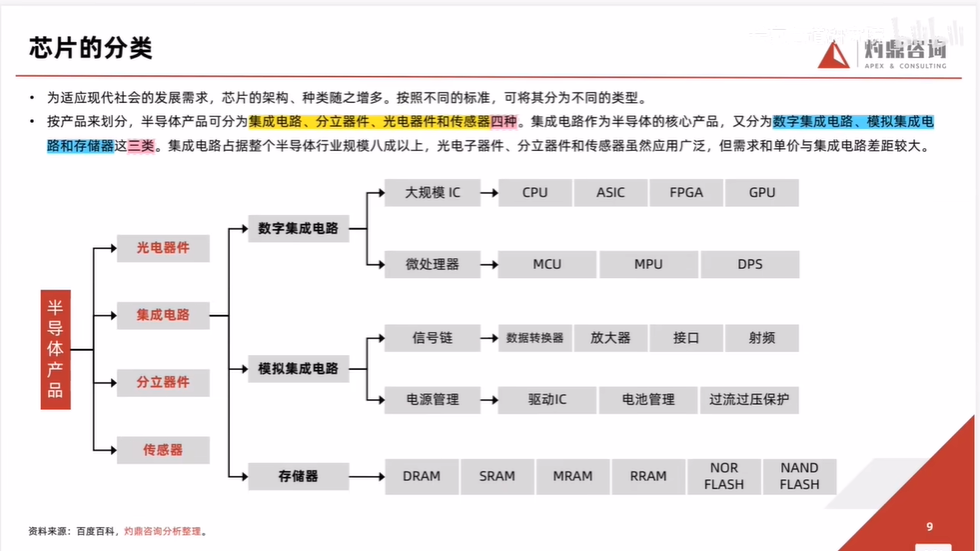 芯片的分类
灼鼎咨询
APEX & CONSULTING
• 为适应现代社会的发展需求，芯片的架构、种类随之增多。按照不同的标准，可将其分为不同的类型。
• 按产品来划分，半导体产品可分为集成电路、分立器件、光电器件和传感器四种。集成电路作为半导体的核心产品，又分为数字集成电路、模拟集成电
路和存储器这三类。集成电路占据整个半导体行业规模八成以上，光电子器件、分立器件和传感器虽然应用广泛，但需求和单价与集成电路差距较大。
半导体产品
光电器件
集成电路
分立器件
传感器
数字集成电路
大规模 IC
CPU
ASIC
FPGA
GPU
微处理器
MCU
MPU
DPS
模拟集成电路
信号链
数据转换器
放大器
接口
射频
电源管理
驱动IC
电池管理
过流过压保护
存储器
DRAM
SRAM
MRAM
RRAM
NOR
FLASH
NAND
FLASH
资料来源：百度百科，灼鼎咨询分析整理。
9